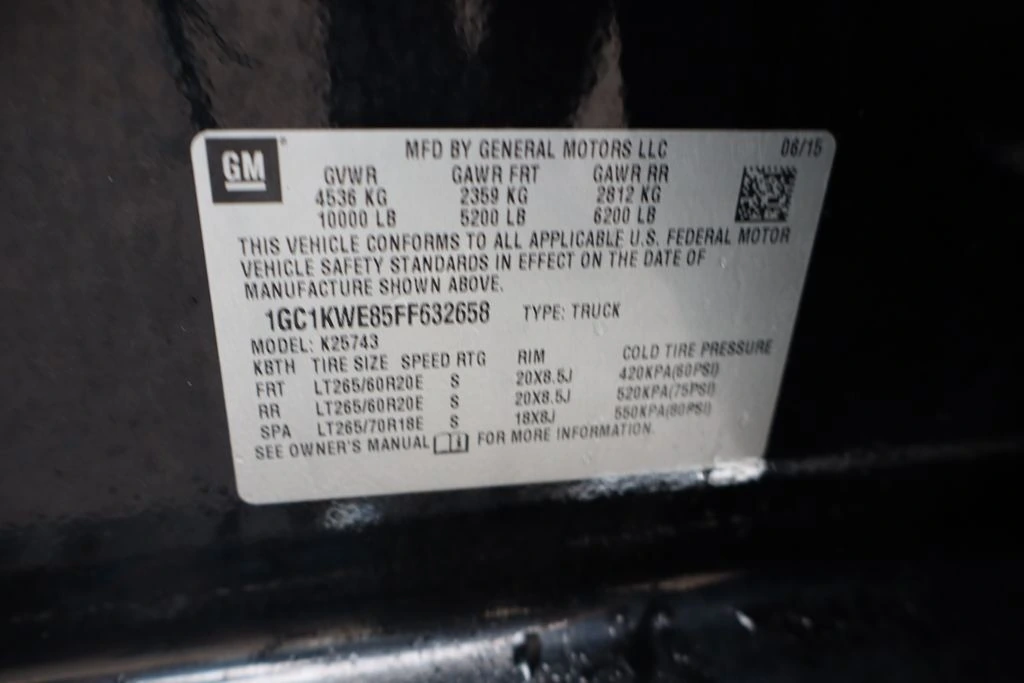 GM MFD BY GENERAL MOTORS LLC 06/15
GVWR GAWR FRT GAWR RR
4536 KG 2359 KG 2812 KG
10000 LB 5200 LB 6200 LB
THIS VEHICLE CONFORMS TO ALL APPLICABLE U.S. FEDERAL MOTOR
VEHICLE SAFETY STANDARDS IN EFFECT ON THE DATE OF
MANUFACTURE SHOWN ABOVE.
1GC1KWE85FF632658 TYPE: TRUCK
MODEL: K25743
KBTH TIRE SIZE SPEED RTG RIM COLD TIRE PRESSURE
FRT LT265/60R20E S 20X8.5J 420KPA(60PSI)
RR LT265/60R20E S 20X8.5J 520KPA(75PSI)
SPA LT265/70R18E S 18X8J 550KPA(80PSI)
SEE OWNER'S MANUAL FOR MORE INFORMATION.